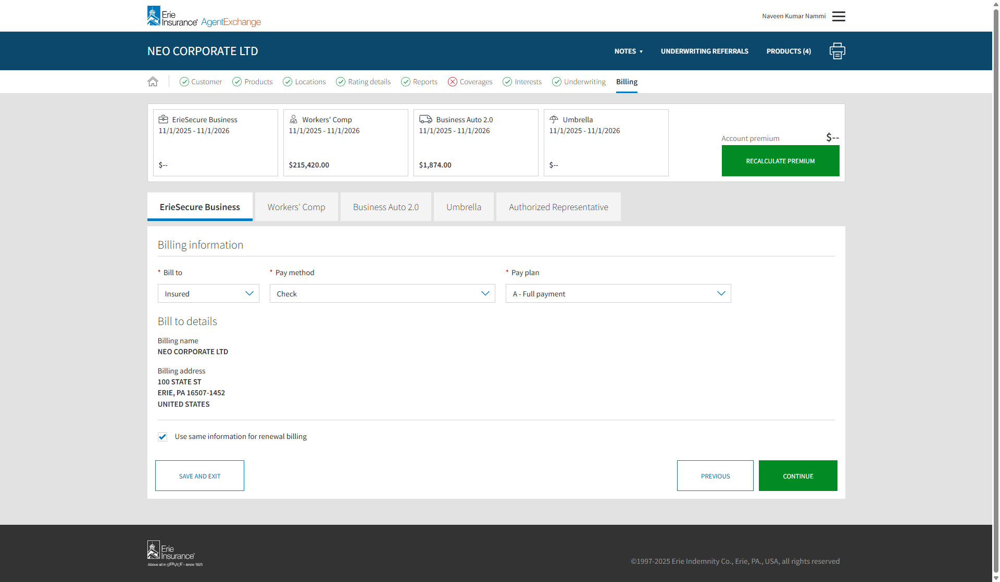 Erie
Insurance® AgentExchange
Naveen Kumar Nammi
NEO CORPORATE LTD
NOTES ▼
UNDERWRITING REFERRALS
PRODUCTS (4)
Customer
Products
Locations
Rating details
Reports
Coverages
Interests
Underwriting
Billing
ErieSecure Business
11/1/2025 - 11/1/2026
$--
Workers' Comp
11/1/2025 - 11/1/2026
$215,420.00
Business Auto 2.0
11/1/2025 - 11/1/2026
$1,874.00
Umbrella
11/1/2025 - 11/1/2026
$--
Account premium $--
RECALCULATE PREMIUM
ErieSecure Business
Workers' Comp
Business Auto 2.0
Umbrella
Authorized Representative
Billing information
* Bill to
Insured
* Pay method
Check
* Pay plan
A - Full payment
Bill to details
Billing name
NEO CORPORATE LTD
Billing address
100 STATE ST
ERIE, PA 16507-1452
UNITED STATES
Use same information for renewal billing
SAVE AND EXIT
PREVIOUS
CONTINUE
Erie
Insurance®
Above all in SERVICE® – since 1925
©1997-2025 Erie Indemnity Co., Erie, PA., USA, all rights reserved